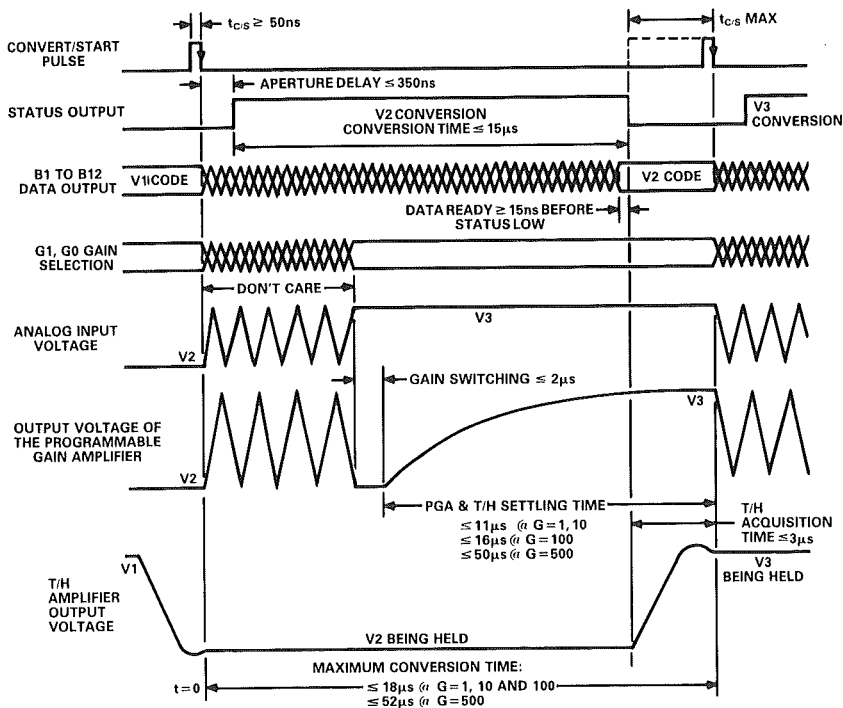 tC/S ≥ 50ns
tC/S MAX
CONVERT/START
PULSE
APERTURE DELAY ≤ 350ns
STATUS OUTPUT
V2 CONVERSION
CONVERSION TIME ≤ 15μs
V3
CONVERSION
B1 TO B12
DATA OUTPUT
V1 CODE
V2 CODE
DATA READY ≥ 15ns BEFORE
STATUS LOW
G1, G0 GAIN
SELECTION
DON'T CARE
ANALOG INPUT
VOLTAGE
V2
V3
GAIN SWITCHING ≤ 2μs
OUTPUT VOLTAGE OF
THE PROGRAMMABLE
GAIN AMPLIFIER
V2
V3
PGA & T/H SETTLING TIME
≤ 11μs @ G = 1, 10
≤ 16μs @ G = 100
≤ 50μs @ G = 500
T/H
ACQUISITION
TIME ≤ 3μs
V1
T/H
AMPLIFIER
OUTPUT
VOLTAGE
V3
BEING HELD
V2 BEING HELD
MAXIMUM CONVERSION TIME:
t = 0
≤ 18μs @ G = 1, 10 AND 100
≤ 52μs @ G = 500